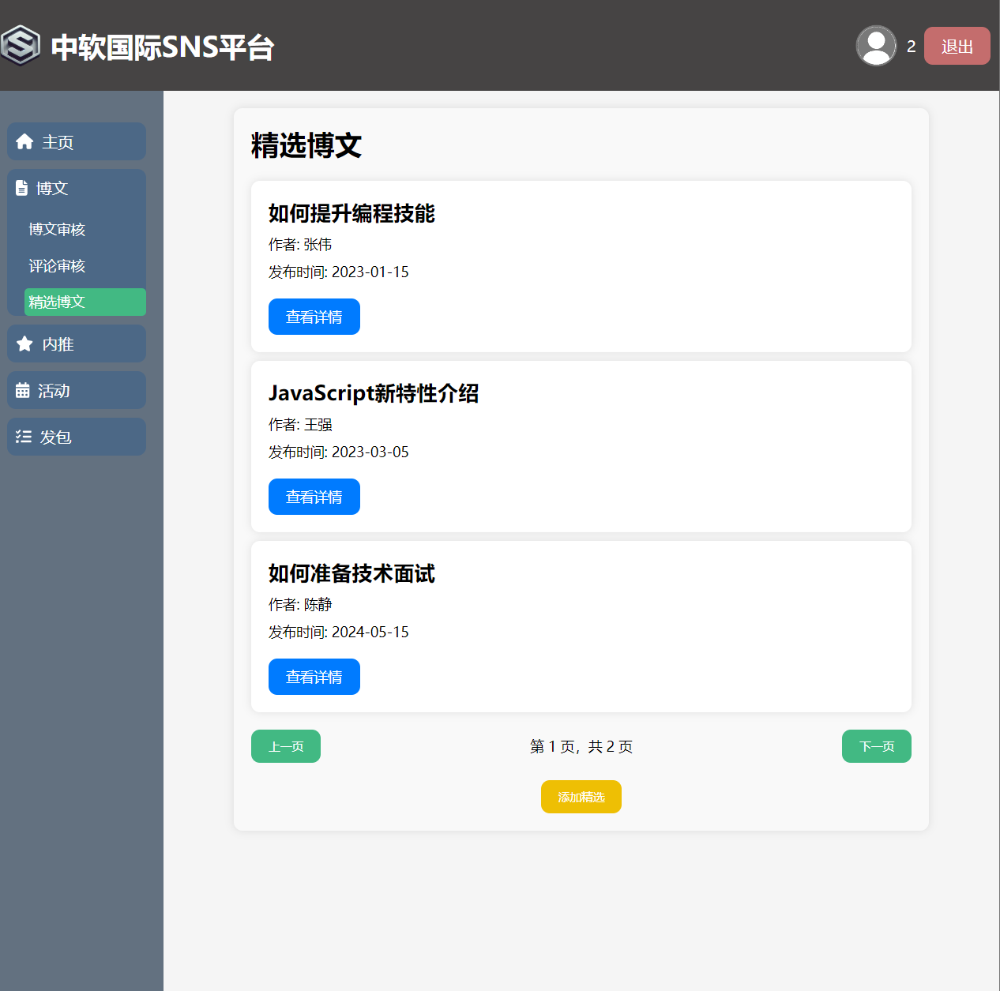 中软国际SNS平台
2
退出
主页
博文
博文审核
评论审核
精选博文
内推
活动
发包
精选博文
如何提升编程技能
作者: 张伟
发布时间: 2023-01-15
查看详情
JavaScript新特性介绍
作者: 王强
发布时间: 2023-03-05
查看详情
如何准备技术面试
作者: 陈静
发布时间: 2024-05-15
查看详情
上一页
第 1 页，共 2 页
下一页
添加精选